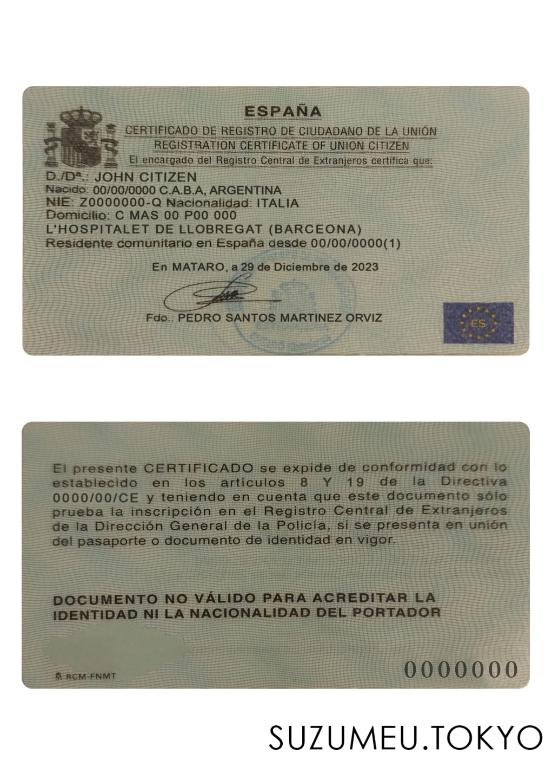 ESPAÑA
CERTIFICADO DE REGISTRO DE CIUDADANO DE LA UNIÓN
REGISTRATION CERTIFICATE OF UNION CITIZEN
El encargado del Registro Central de Extranjeros certifica que:
D./Dª.: JOHN CITIZEN
Nacido: 00/00/0000 C.A.B.A, ARGENTINA
NIE: Z0000000-Q Nacionalidad: ITALIA
Domicilio: C MAS 00 P00 000
L'HOSPITALET DE LLOBREGAT (BARCEONA)
Residente comunitario en España desde 00/00/0000(1)
En MATARO, a 29 de Diciembre de 2023
Fdo.: PEDRO SANTOS MARTINEZ ORVIZ
ES
El presente CERTIFICADO se expide de conformidad con lo
establecido en los artículos 8 Y 19 de la Directiva
0000/00/CE y teniendo en cuenta que este documento sólo
prueba la inscripción en el Registro Central de Extranjeros
de la Dirección General de la Policía, si se presenta en unión
del pasaporte o documento de identidad en vigor.
DOCUMENTO NO VÁLIDO PARA ACREDITAR LA
IDENTIDAD NI LA NACIONALIDAD DEL PORTADOR
RCM-FNMT
0000000
SUZUMEU.TOKYO